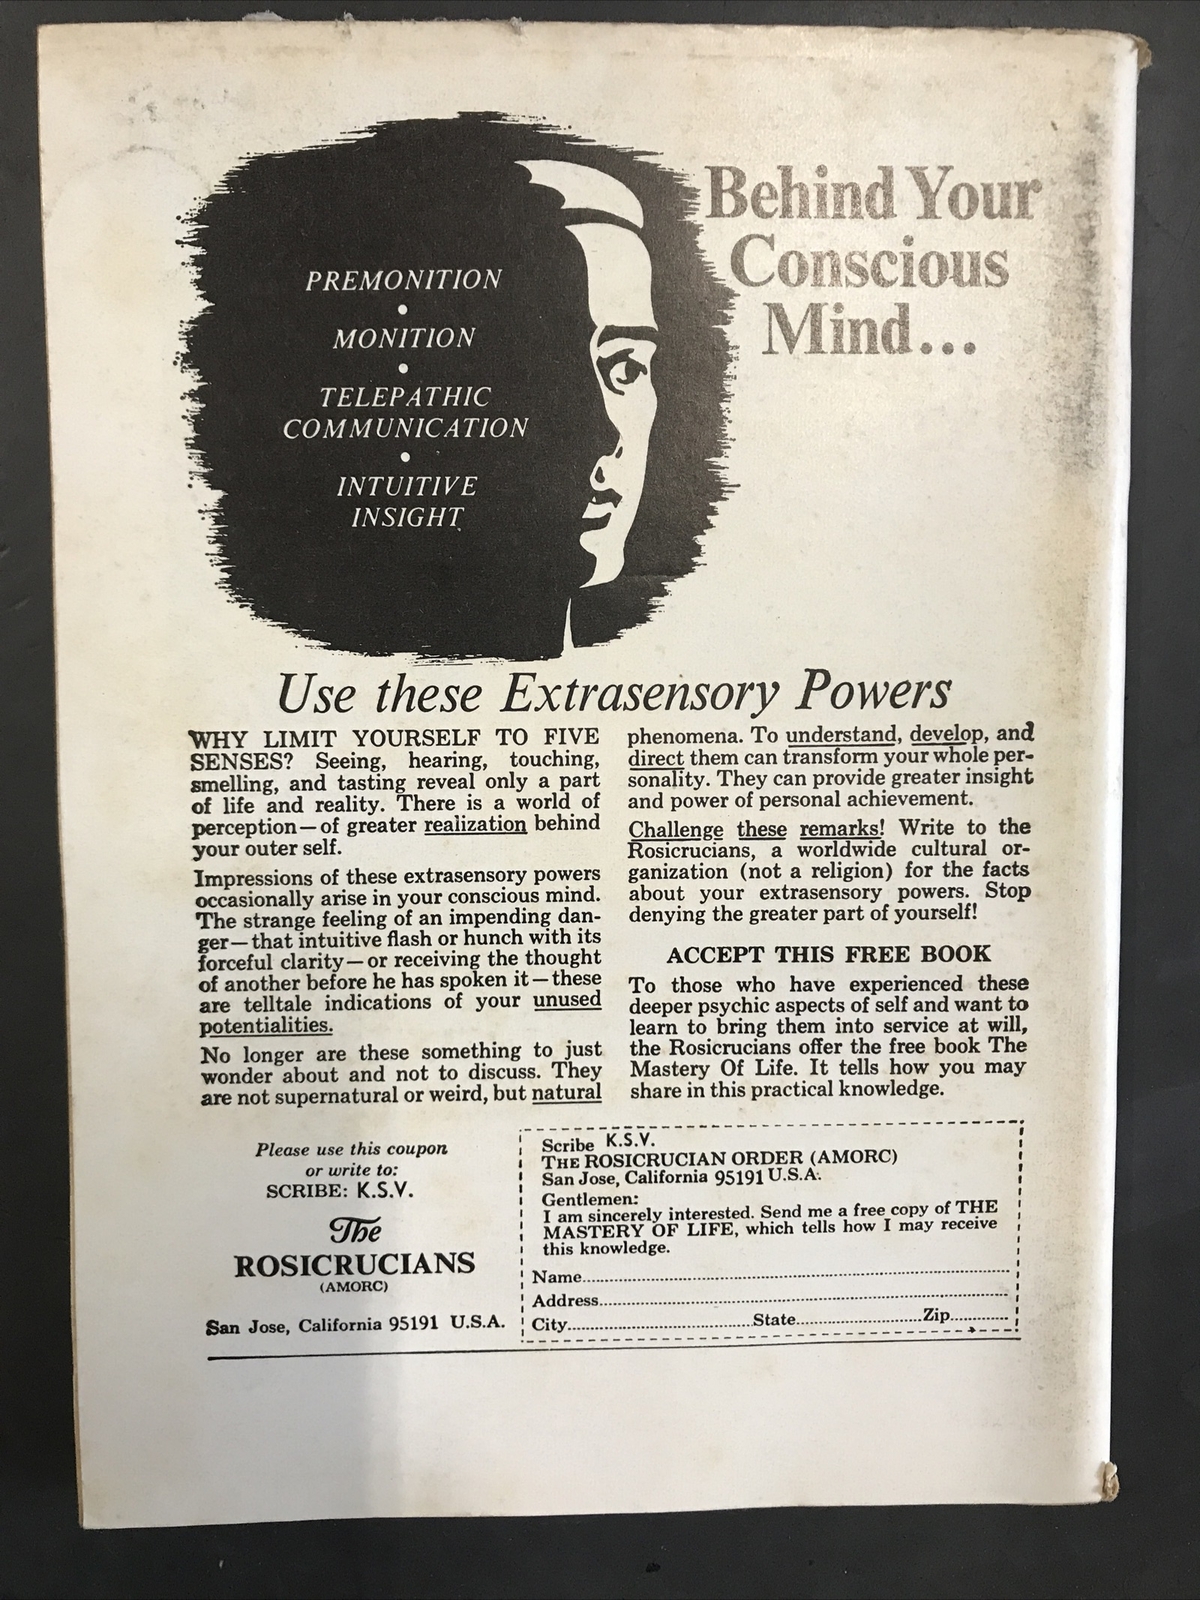 Behind Your
Conscious
Mind...
PREMONITION
•
MONITION
•
TELEPATHIC
COMMUNICATION
•
INTUITIVE
INSIGHT
Use these Extrasensory Powers
WHY LIMIT YOURSELF TO FIVE
SENSES? Seeing, hearing, touching,
smelling, and tasting reveal only a part
of life and reality. There is a world of
perception—of greater realization behind
your outer self.
Impressions of these extrasensory powers
occasionally arise in your conscious mind.
The strange feeling of an impending dan-
ger—that intuitive flash or hunch with its
forceful clarity—or receiving the thought
of another before he has spoken it—these
are telltale indications of your unused
potentialities.
No longer are these something to just
wonder about and not to discuss. They
are not supernatural or weird, but natural
phenomena. To understand, develop, and
direct them can transform your whole per-
sonality. They can provide greater insight
and power of personal achievement.
Challenge these remarks! Write to the
Rosicrucians, a worldwide cultural or-
ganization (not a religion) for the facts
about your extrasensory powers. Stop
denying the greater part of yourself!
ACCEPT THIS FREE BOOK
To those who have experienced these
deeper psychic aspects of self and want to
learn to bring them into service at will,
the Rosicrucians offer the free book The
Mastery Of Life. It tells how you may
share in this practical knowledge.
Please use this coupon
or write to:
SCRIBE: K.S.V.
The
ROSICRUCIANS
(AMORC)
San Jose, California 95191 U.S.A.
Scribe K.S.V.
THE ROSICRUCIAN ORDER (AMORC)
San Jose, California 95191 U.S.A.
Gentlemen:
I am sincerely interested. Send me a free copy of THE
MASTERY OF LIFE, which tells how I may receive
this knowledge.
Name
Address
City State Zip